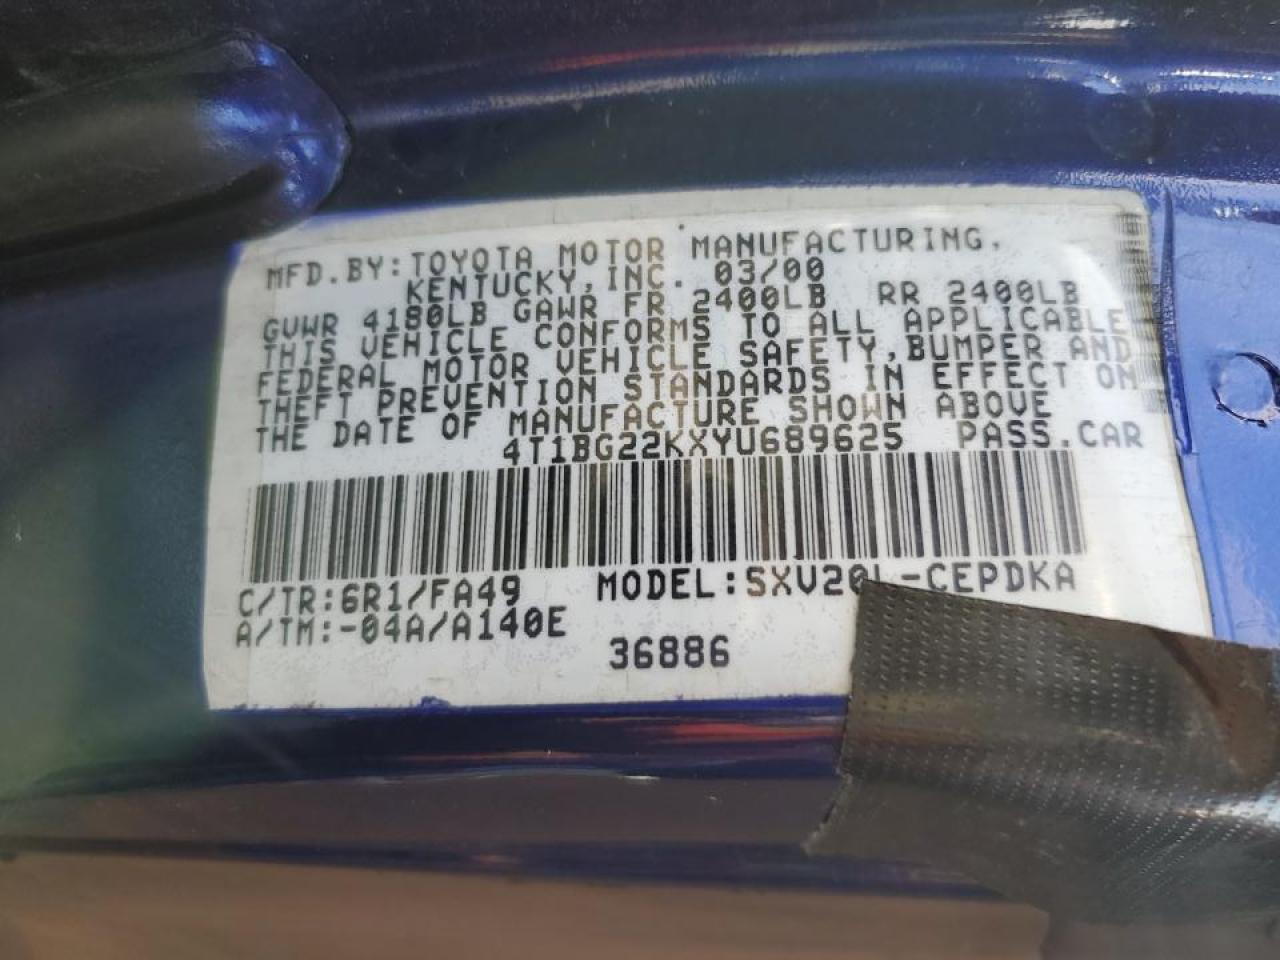 MFD.BY:TOYOTA MOTOR MANUFACTURING,
KENTUCKY,INC. 03/00
GVWR 4180LB GAWR FR 2400LB RR 2400LB
THIS VEHICLE CONFORMS TO ALL APPLICABLE
FEDERAL MOTOR VEHICLE SAFETY,BUMPER AND
THEFT PREVENTION STANDARDS IN EFFECT ON
THE DATE OF MANUFACTURE SHOWN ABOVE
4T1BG22KXYU689625 PASS.CAR
C/TR:6R1/FA49 MODEL:SXV20L-CEPDKA
A/TM:-04A/A140E
36886